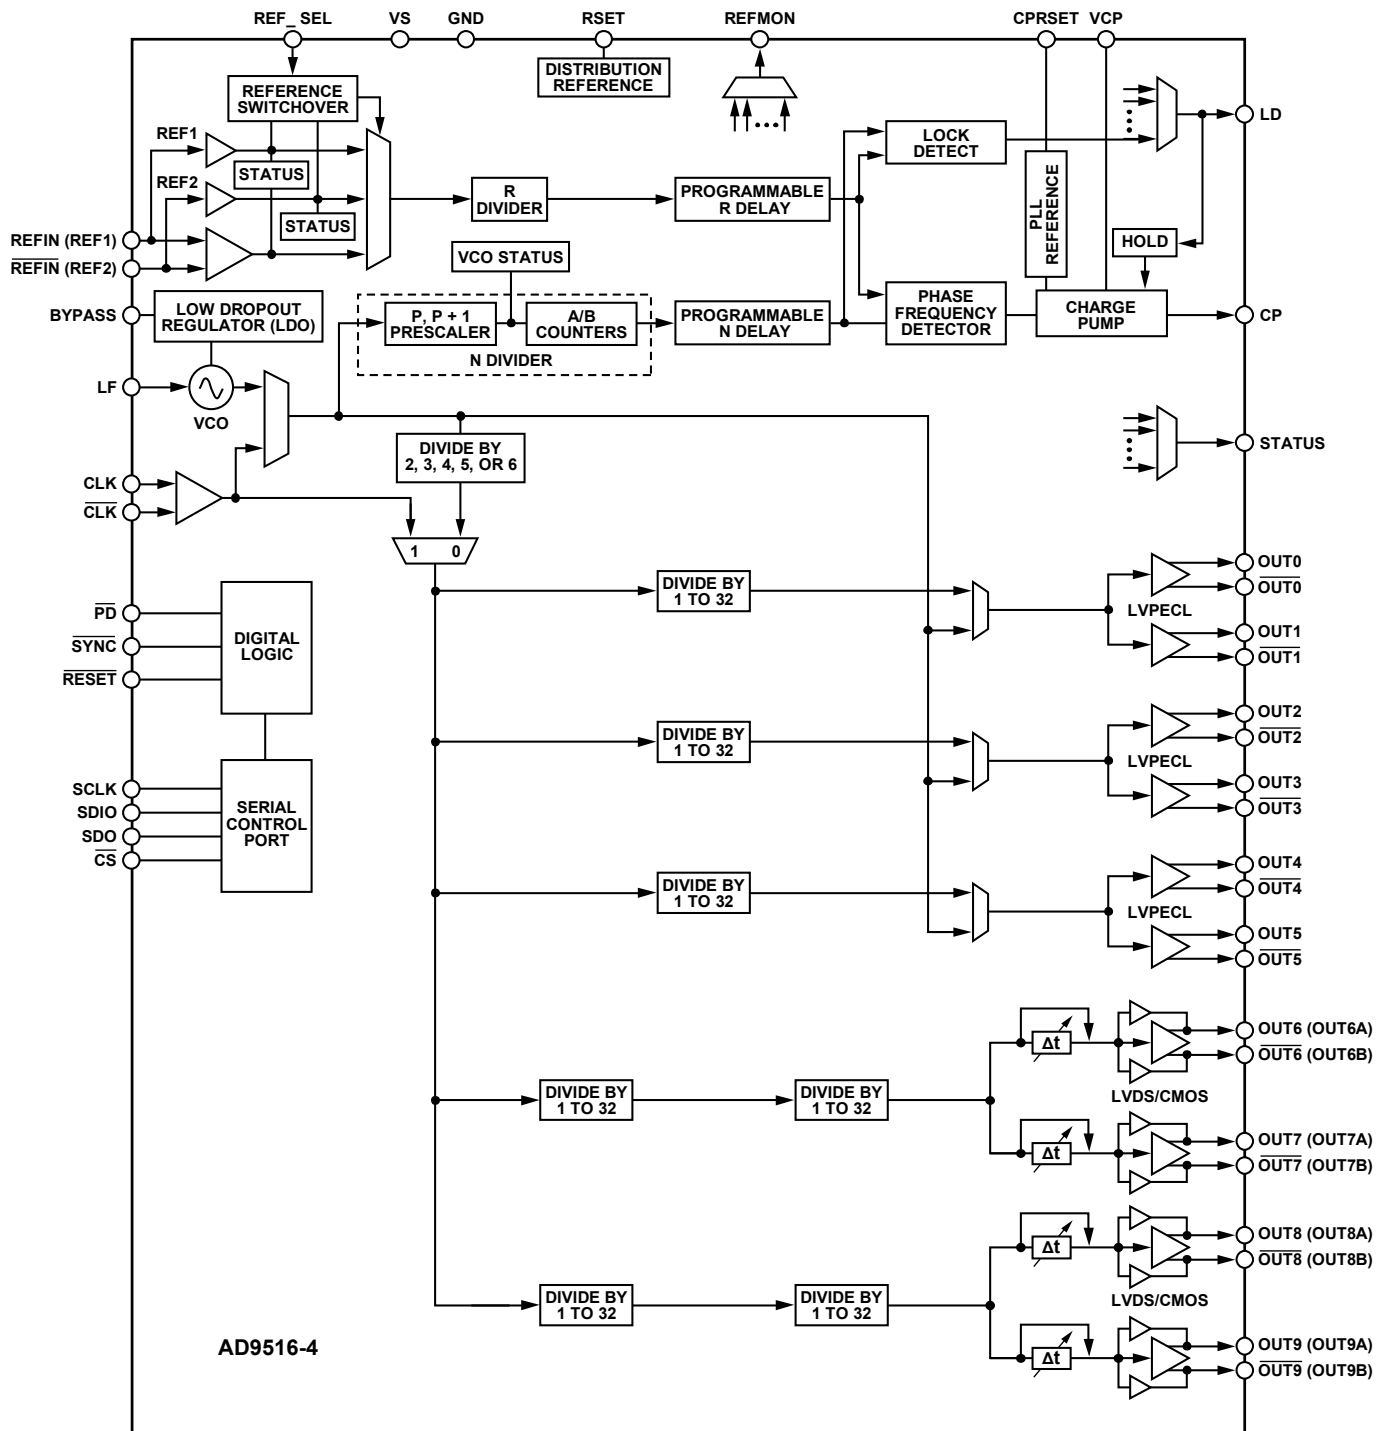 REF_ SEL
VS
GND
RSET
REFMON
CPRSET
VCP
DISTRIBUTION
REFERENCE
REFERENCE
SWITCHOVER
REF1
STATUS
REF2
STATUS
R
DIVIDER
PROGRAMMABLE
R DELAY
LOCK
DETECT
LD
PLL
REFERENCE
HOLD
REFIN (REF1)
REFIN (REF2)
VCO STATUS
BYPASS
LOW DROPOUT
REGULATOR (LDO)
P, P + 1
PRESCALER
A/B
COUNTERS
N DIVIDER
PROGRAMMABLE
N DELAY
PHASE
FREQUENCY
DETECTOR
CHARGE
PUMP
CP
LF
VCO
DIVIDE BY
2, 3, 4, 5, OR 6
STATUS
CLK
CLK
1 0
DIVIDE BY
1 TO 32
LVPECL
OUT0
OUT0
OUT1
OUT1
PD
SYNC
RESET
DIGITAL
LOGIC
DIVIDE BY
1 TO 32
LVPECL
OUT2
OUT2
OUT3
OUT3
SCLK
SDIO
SDO
CS
SERIAL
CONTROL
PORT
DIVIDE BY
1 TO 32
LVPECL
OUT4
OUT4
OUT5
OUT5
DIVIDE BY
1 TO 32
DIVIDE BY
1 TO 32
Δt
Δt
LVDS/CMOS
OUT6 (OUT6A)
OUT6 (OUT6B)
OUT7 (OUT7A)
OUT7 (OUT7B)
DIVIDE BY
1 TO 32
DIVIDE BY
1 TO 32
Δt
Δt
LVDS/CMOS
OUT8 (OUT8A)
OUT8 (OUT8B)
OUT9 (OUT9A)
OUT9 (OUT9B)
AD9516-4